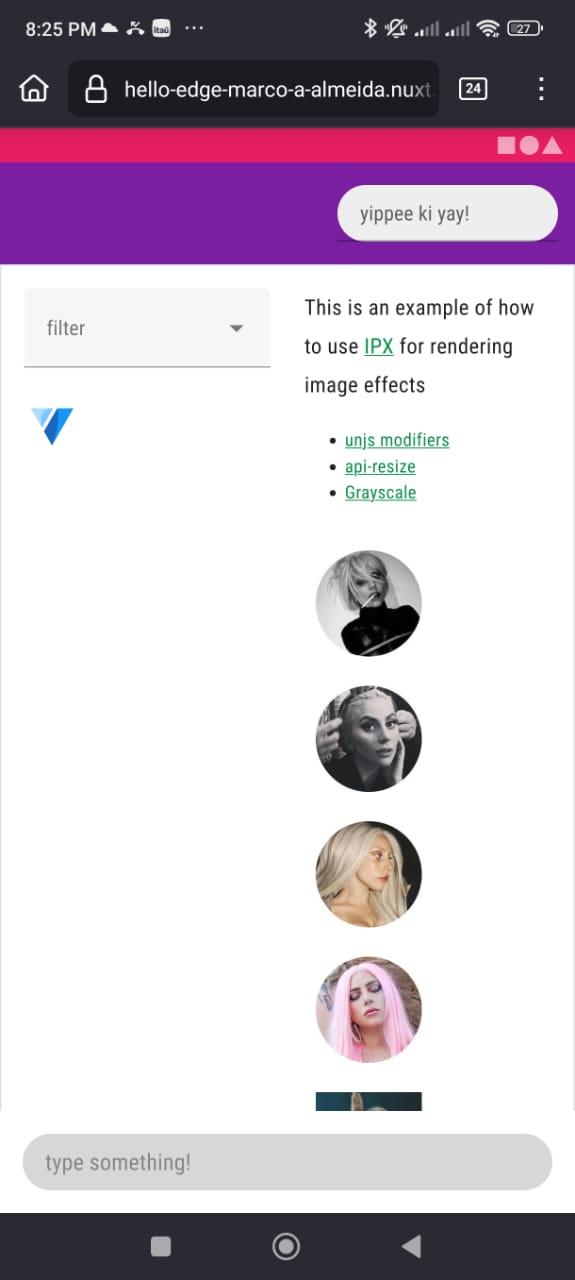 8:25 PM
itaú
27
hello-edge-marco-a-almeida.nuxt.
24
yippee ki yay!
filter
This is an example of how
to use IPX for rendering
image effects
unjs modifiers
api-resize
Grayscale
type something!